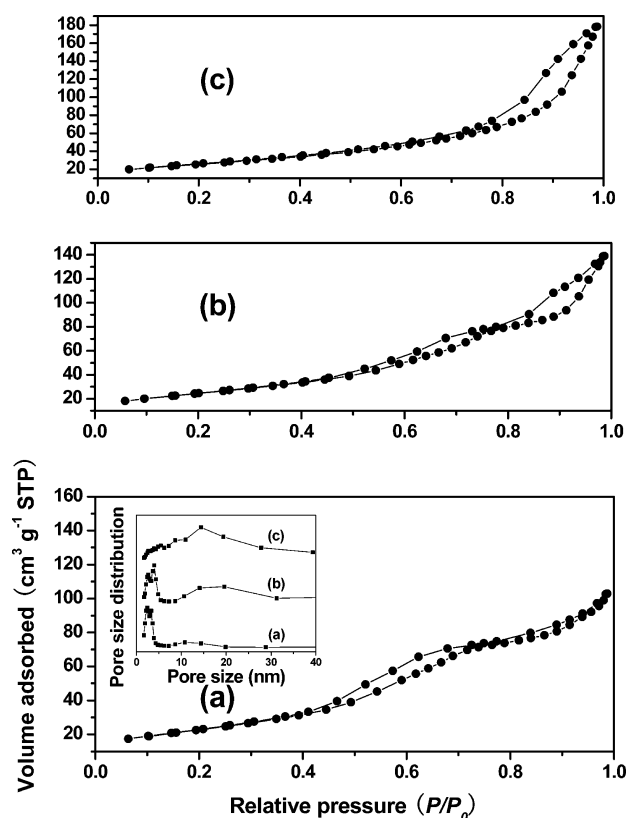 180
160
140
120
100
80
60
40
20
(c)
0.0 0.2 0.4 0.6 0.8 1.0
140
120
100
80
60
40
20
(b)
0.0 0.2 0.4 0.6 0.8 1.0
Volume adsorbed (cm³ g⁻¹ STP)
160
140
120
100
80
60
40
20
Pore size distribution
(c)
(b)
(a)
0 10 20 30 40
Pore size (nm)
(a)
0.0 0.2 0.4 0.6 0.8 1.0
Relative pressure (P/P₀)